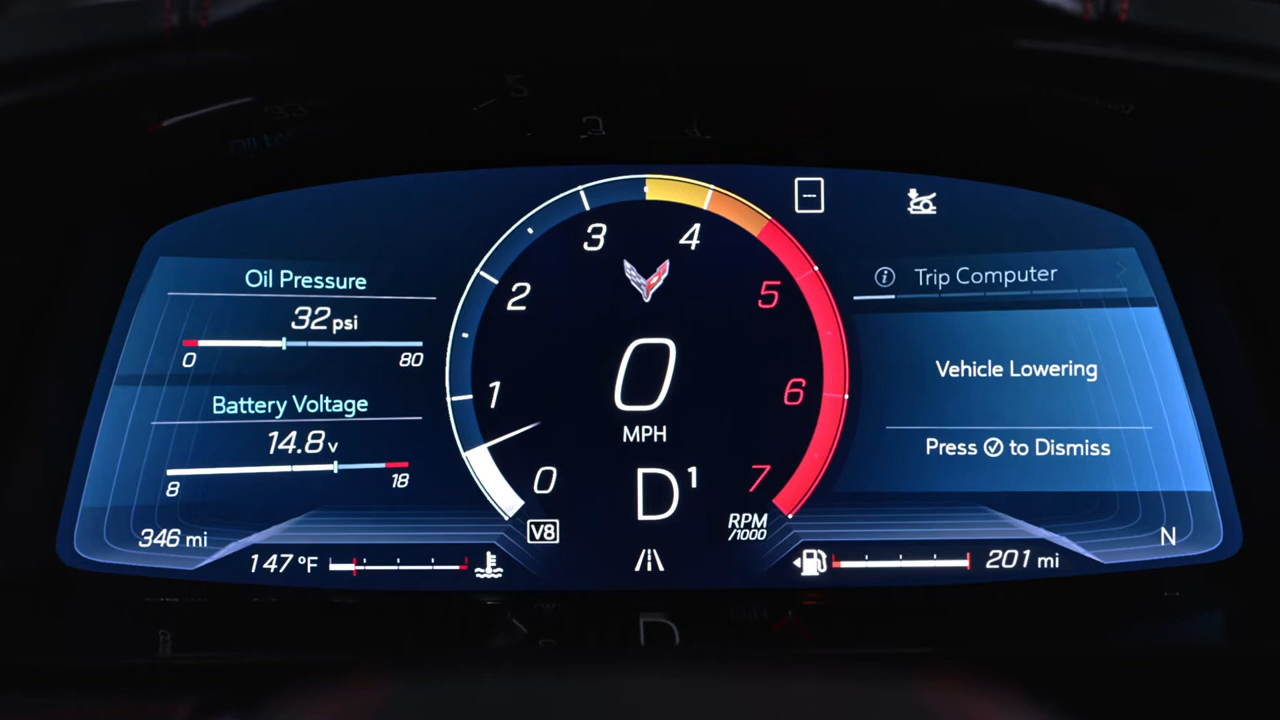 Oil Pressure
32 psi
0 80
Battery Voltage
14.8 v
8 18
346 mi
147 °F
0
1
2
3
4
5
6
7
RPM
/1000
V8
0
MPH
D1
Trip Computer
Vehicle Lowering
Press to Dismiss
N
201 mi